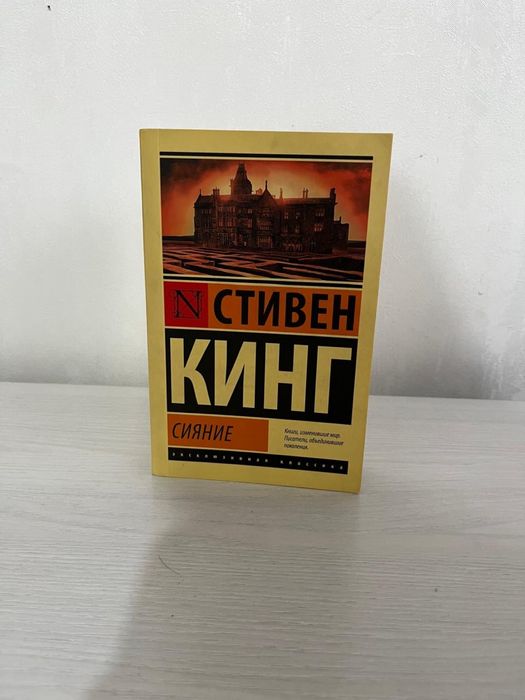 N
СТИВЕН
КИНГ
СИЯНИЕ
Книги, изменившие мир.
Писатели, объединившие
поколения.
ЭКСКЛЮЗИВНАЯ КЛАССИКА